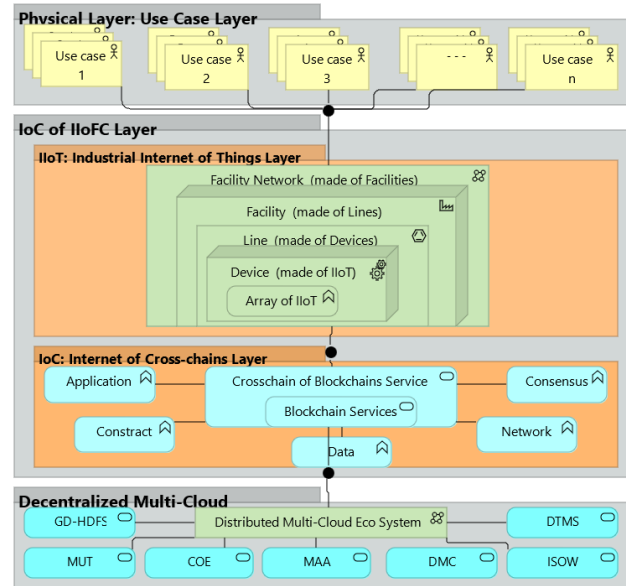 Physical Layer: Use Case Layer
Use case
1
Use case
2
Use case
3
---
Use case
n
IoC of IIoFC Layer
IIoT: Industrial Internet of Things Layer
Facility Network (made of Facilities)
Facility (made of Lines)
Line (made of Devices)
Device (made of IIoT)
Array of IIoT
IoC: Internet of Cross-chains Layer
Application
Crosschain of Blockchains Service
Consensus
Blockchain Services
Constract
Network
Data
Decentralized Multi-Cloud
GD-HDFS
Distributed Multi-Cloud Eco System
DTMS
MUT
COE
MAA
DMC
ISOW